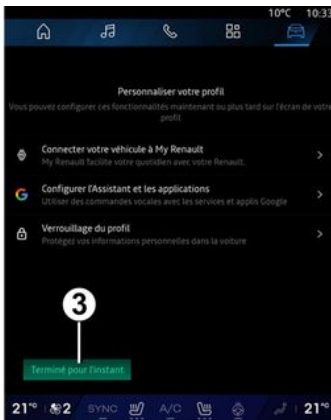 10°C 10:33
Personnaliser votre profil
Vous pouvez configurer ces fonctionnalités maintenant ou plus tard sur l'écran de votre
profil
Connecter votre véhicule à My Renault
My Renault facilite votre quotidien avec votre Renault.
Configurer l'Assistant et les applications
Utiliser des commandes vocales avec les services et applis Google
Verrouillage du profil
Protégez vos informations personnelles dans la voiture
3
Terminé pour l'instant
21°C 2 SYNC A/C 21°C